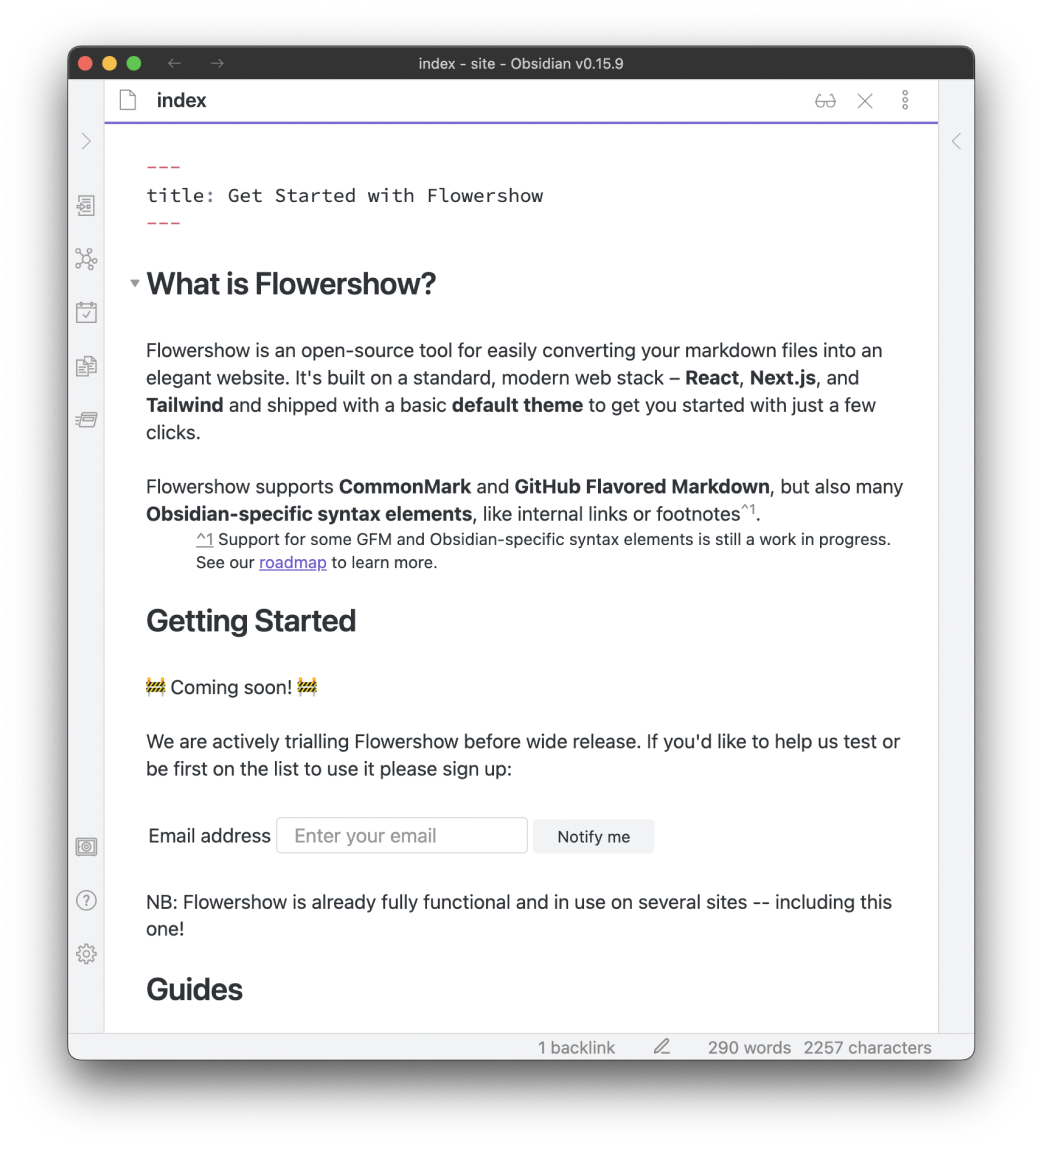 index - site - Obsidian v0.15.9
index
---
title: Get Started with Flowershow
---
What is Flowershow?
Flowershow is an open-source tool for easily converting your markdown files into an
elegant website. It's built on a standard, modern web stack – React, Next.js, and
Tailwind and shipped with a basic default theme to get you started with just a few
clicks.
Flowershow supports CommonMark and GitHub Flavored Markdown, but also many
Obsidian-specific syntax elements, like internal links or footnotes^1.
^1 Support for some GFM and Obsidian-specific syntax elements is still a work in progress.
See our roadmap to learn more.
Getting Started
🚧 Coming soon! 🚧
We are actively trialling Flowershow before wide release. If you'd like to help us test or
be first on the list to use it please sign up:
Email address Enter your email Notify me
NB: Flowershow is already fully functional and in use on several sites -- including this
one!
Guides
1 backlink 290 words 2257 characters